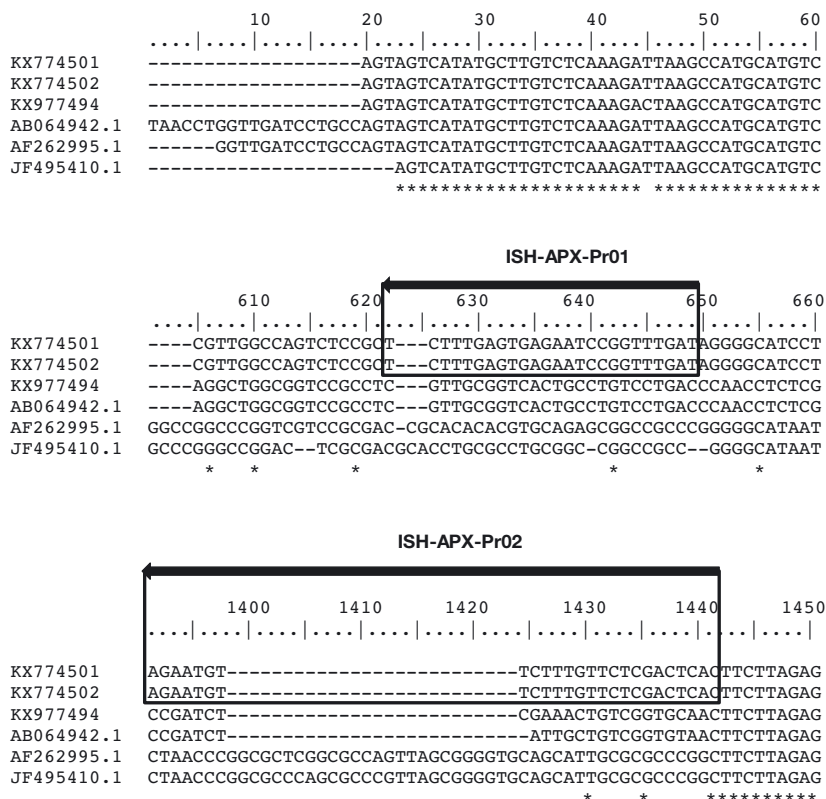 10 20 30 40 50 60
....|....|....|....|....|....|....|....|....|....|....|....|
KX774501 -------------------AGTAGTCATATGCTTGTCTCAAAGATTAAGCCATGCATGTC
KX774502 -------------------AGTAGTCATATGCTTGTCTCAAAGATTAAGCCATGCATGTC
KX977494 -------------------AGTAGTCATATGCTTGTCTCAAAGACTAAGCCATGCATGTC
AB064942.1 TAACCTGGTTGATCCTGCCAGTAGTCATATGCTTGTCTCAAAGATTAAGCCATGCATGTC
AF262995.1 ------GGTTGATCCTGCCAGTAGTCATATGCTTGTCTCAAAGATTAAGCCATGCATGTC
JF495410.1 ----------------------AGTCATATGCTTGTCTCAAAGATTAAGCCATGCATGTC
********************** ***************
ISH-APX-Pr01
610 620 630 640 650 660
....|....|....|....|....|....|....|....|....|....|....|....|
KX774501 ----CGTTGGCCAGTCTCCGCT---CTTTGAGTGAGAATCCGGTTTGATAGGGGCATCCT
KX774502 ----CGTTGGCCAGTCTCCGCT---CTTTGAGTGAGAATCCGGTTTGATAGGGGCATCCT
KX977494 ----AGGCTGGCGGTCCGCCTC---GTTGCGGTCACTGCCTGTCCTGACCCAACCTCTCG
AB064942.1 ----AGGCTGGCGGTCCGCCTC---GTTGCGGTCACTGCCTGTCCTGACCCAACCTCTCG
AF262995.1 GGCCGGCCCGGTCGTCCGCGAC-CGCACACACGTGCAGAGCGGCCGCCCGGGGGCATAAT
JF495410.1 GCCCGGGCCGGAC--TCGCGACGCACCTGCGCCTGCGGC-CGGCCGCC--GGGGCATAAT
* * * * *
ISH-APX-Pr02
1400 1410 1420 1430 1440 1450
....|....|....|....|....|....|....|....|....|....|....|....|
KX774501 AGAATGT--------------------------TCTTTGTTCTCGACTCACTTCTTAGAG
KX774502 AGAATGT--------------------------TCTTTGTTCTCGACTCACTTCTTAGAG
KX977494 CCGATCT--------------------------CGAAACTGTCGGTGCAACTTCTTAGAG
AB064942.1 CCGATCT---------------------------ATTGCTGTCGGTGTAACTTCTTAGAG
AF262995.1 CTAACCCGGCGCTCGGCGCCAGTTAGCGGGGTGCAGCATTGCGCGCCCGGCTTCTTAGAG
JF495410.1 CTAACCCGGCGCCCAGCGCCCGTTAGCGGGGTGCAGCATTGCGCGCCCGGCTTCTTAGAG
* * **********